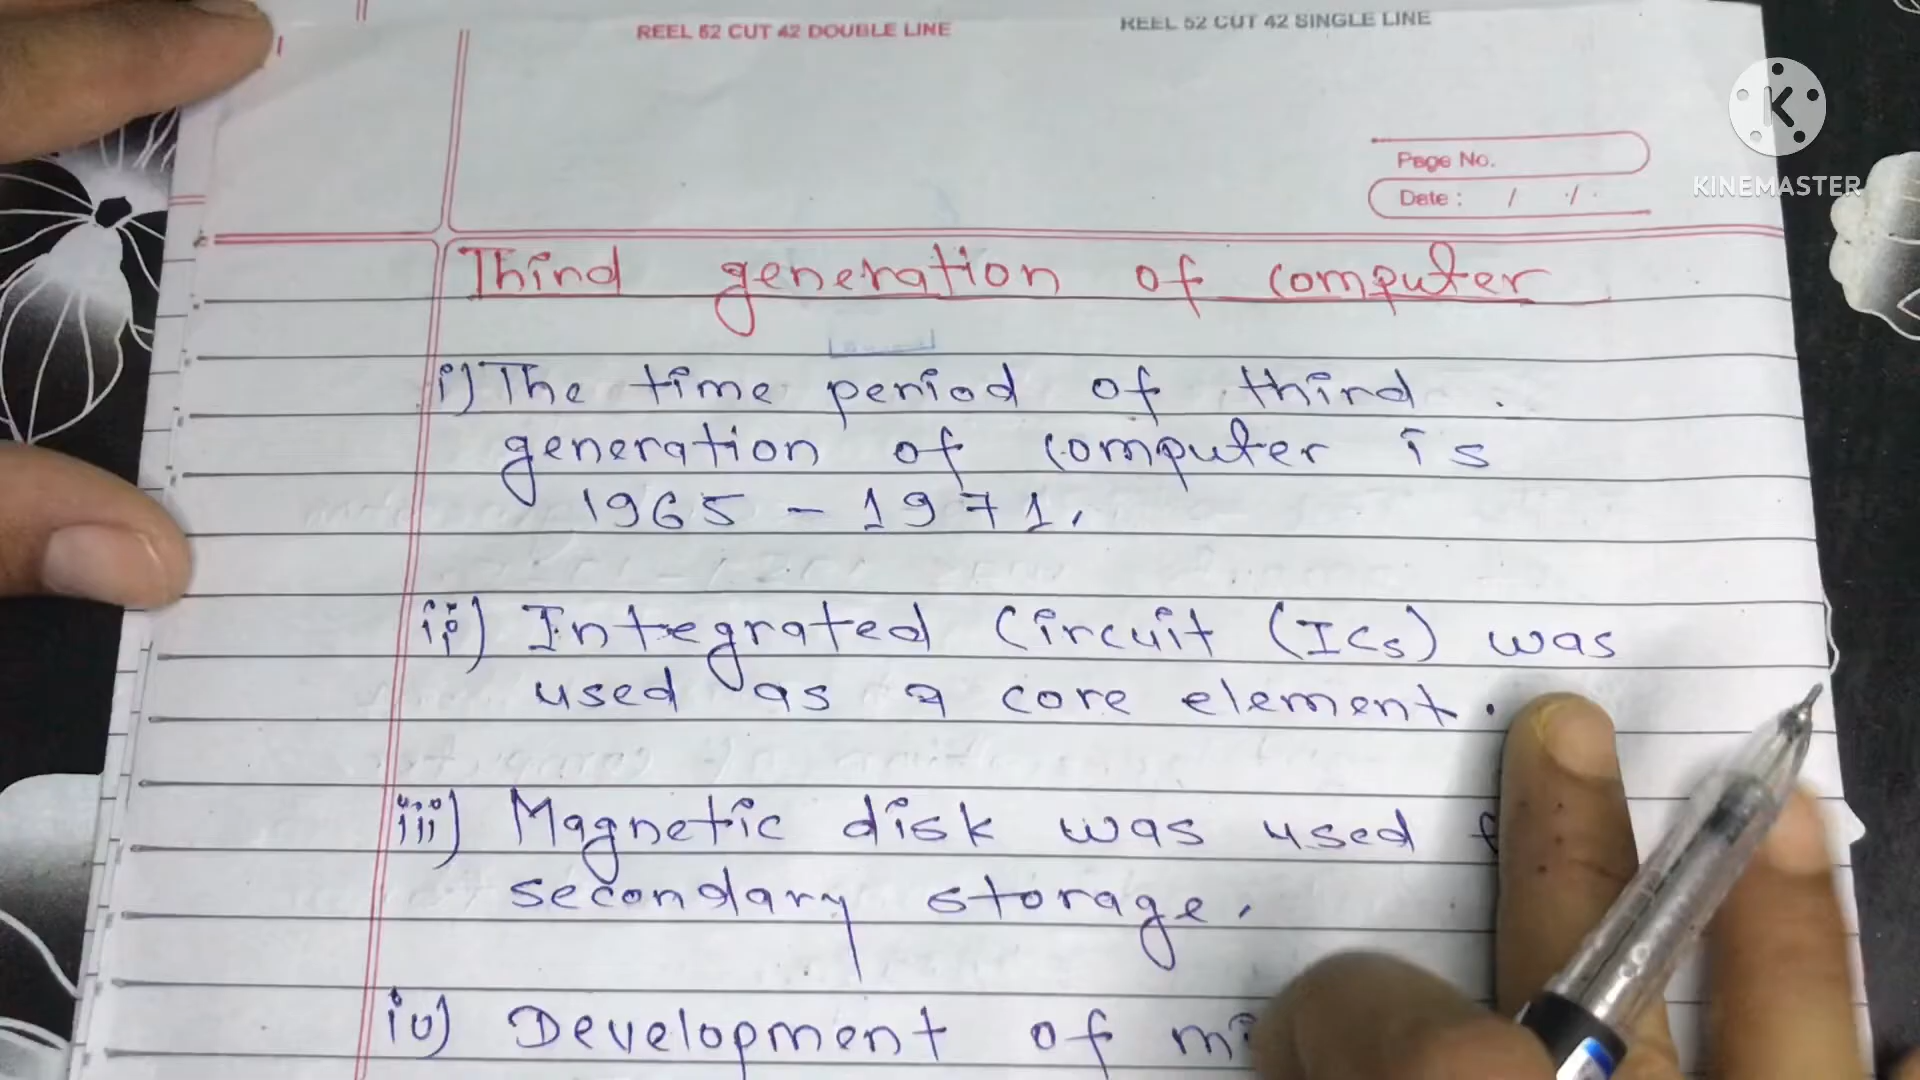 REEL 52 CUT 42 DOUBLE LINE
REEL 52 CUT 42 SINGLE LINE
Page No.
Date : / /
KINEMASTER
Third generation of computer
i) The time period of third
generation of computer is
1965 - 1971.
ii) Integrated Circuit (ICs) was
used as a core element.
iii) Magnetic disk was used
secondary storage.
iv) Development of